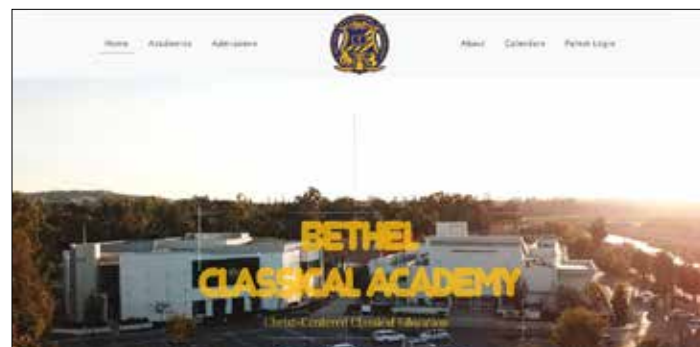 Home Academics Admissions About Calendars Parent Login
BETHEL
CLASSICAL ACADEMY
Christ-Centered Classical Education